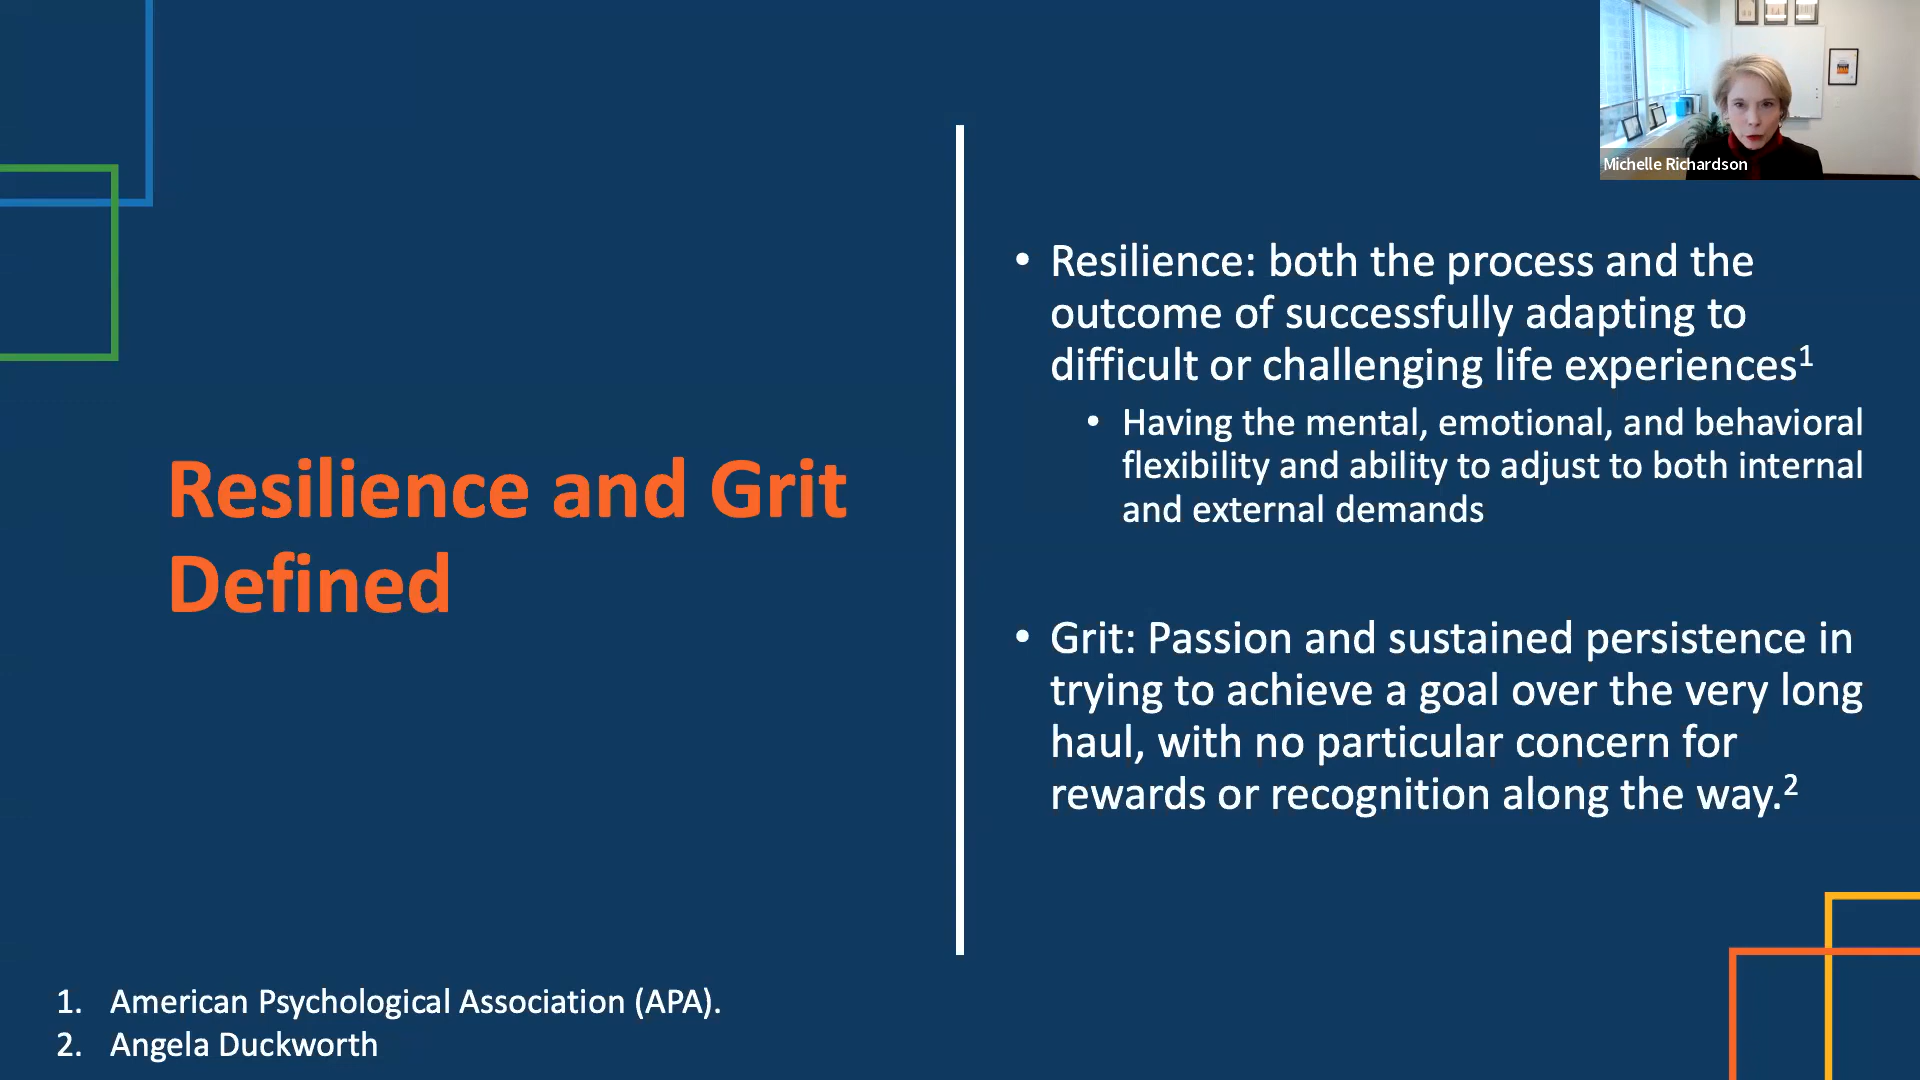 Michelle Richardson
Resilience and Grit
Defined
• Resilience: both the process and the
outcome of successfully adapting to
difficult or challenging life experiences¹
• Having the mental, emotional, and behavioral
flexibility and ability to adjust to both internal
and external demands
• Grit: Passion and sustained persistence in
trying to achieve a goal over the very long
haul, with no particular concern for
rewards or recognition along the way.²
1. American Psychological Association (APA).
2. Angela Duckworth